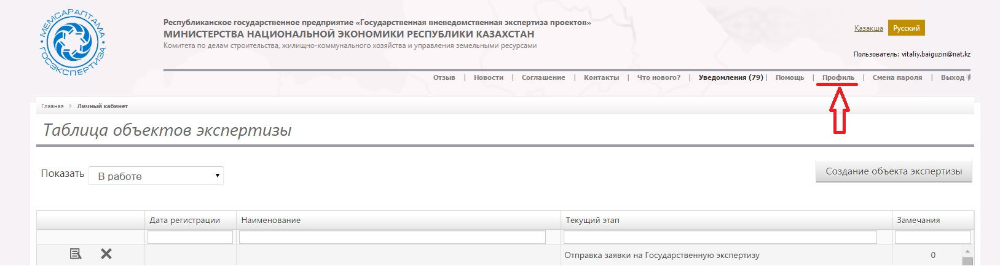 МЕМСАРАПТАМА
ГОСЭКСПЕРТИЗА
Республиканское государственное предприятие «Государственная вневедомственная экспертиза проектов»
МИНИСТЕРСТВА НАЦИОНАЛЬНОЙ ЭКОНОМИКИ РЕСПУБЛИКИ КАЗАХСТАН
Комитета по делам строительства, жилищно-коммунального хозяйства и управления земельными ресурсами
Қазақша Русский
Пользователь: vitaliy.baiguzin@nat.kz
Отзыв | Новости | Соглашение | Контакты | Что нового? | Уведомления (79) | Помощь | Профиль | Смена пароля | Выход
Главная Личный кабинет
Таблица объектов экспертизы
Показать В работе Создание объекта экспертизы
Дата регистрации Наименование Текущий этап Замечания
Отправка заявки на Государственную экспертизу 0